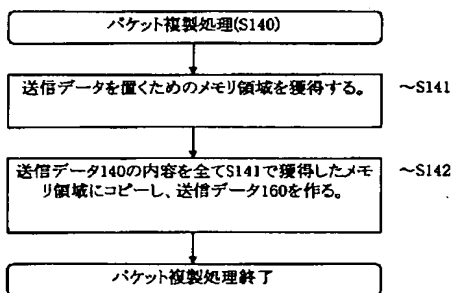 パケット複製処理(S140)
送信データを置くためのメモリ領域を獲得する。 ～S141
送信データ140の内容を全てS141で獲得したメモ ～S142
リ領域にコピーし、送信データ160を作る。
パケット複製処理終了